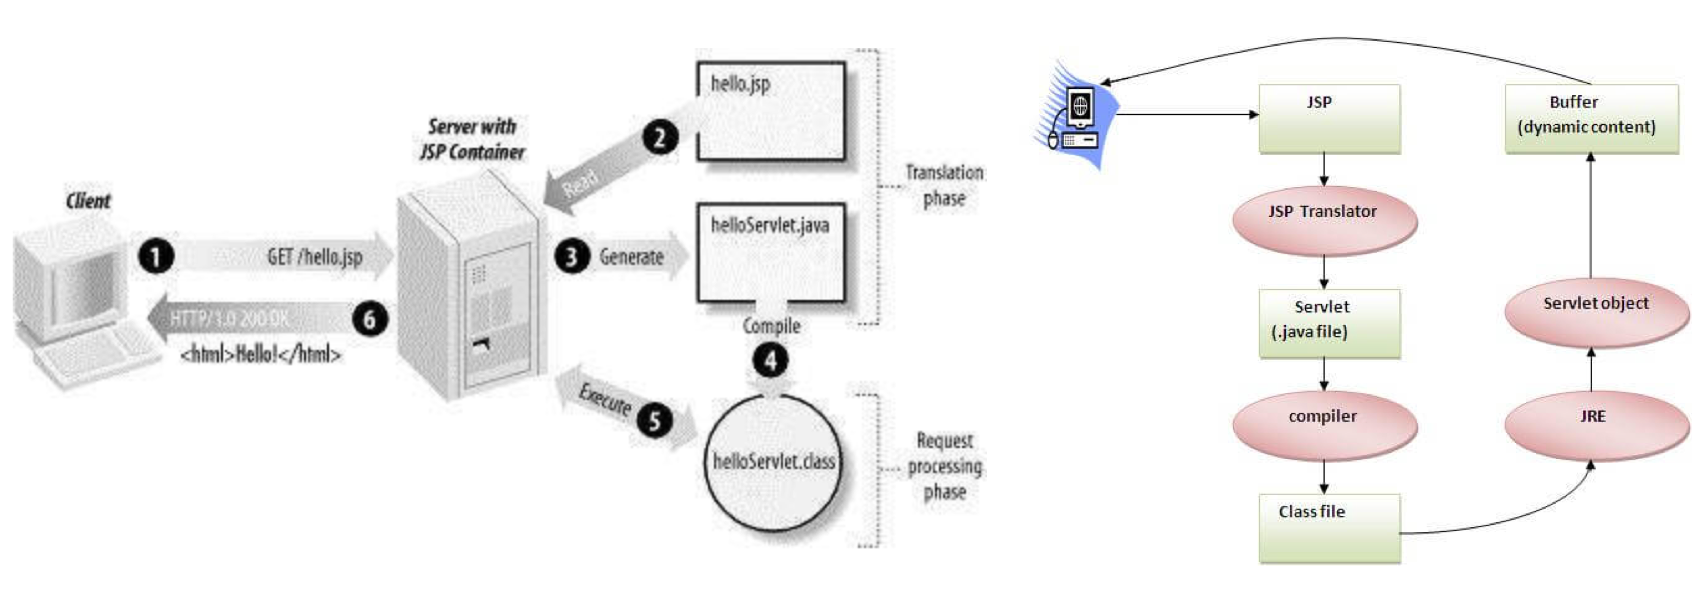 hello.jsp
Server with
JSP Container
2
Read
Translation
phase
Client
helloServlet.java
1
GET /hello.jsp
3
Generate
HTTP/1.0 200 OK
6
<html>Hello!</html>
Compile
4
Execute
5
helloServlet.class
Request
processing
phase
JSP
Buffer
(dynamic content)
JSP Translator
Servlet
(.java file)
Servlet object
compiler
JRE
Class file